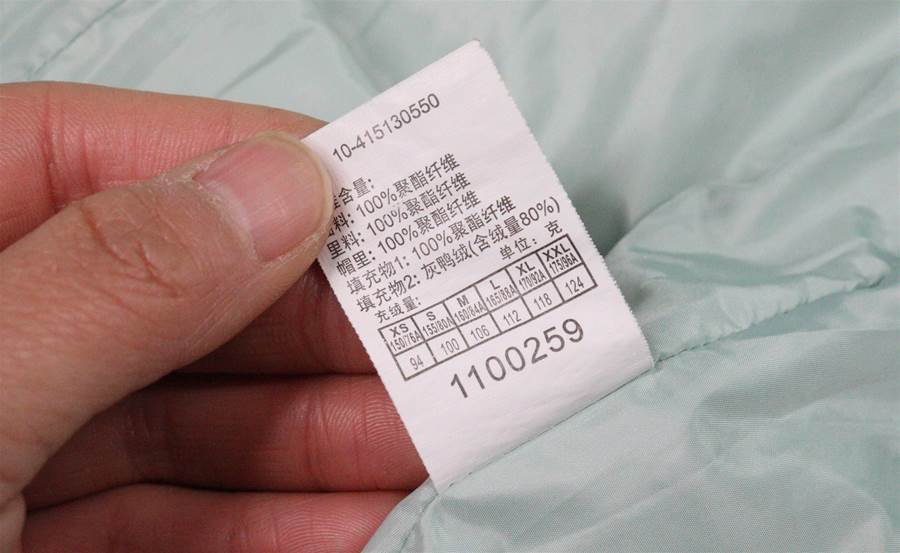 10-415130550
维含量:
面料: 100%聚酯纤维
里料: 100%聚酯纤维
帽里: 100%聚酯纤维
填充物1: 100%聚酯纤维
填充物2: 灰鸭绒(含绒量80%)
充绒量: 单位: 克
XS S M L XL XXL
150/76A 155/80A 160/84A 165/88A 170/92A 175/96A
94 100 106 112 118 124
1100259